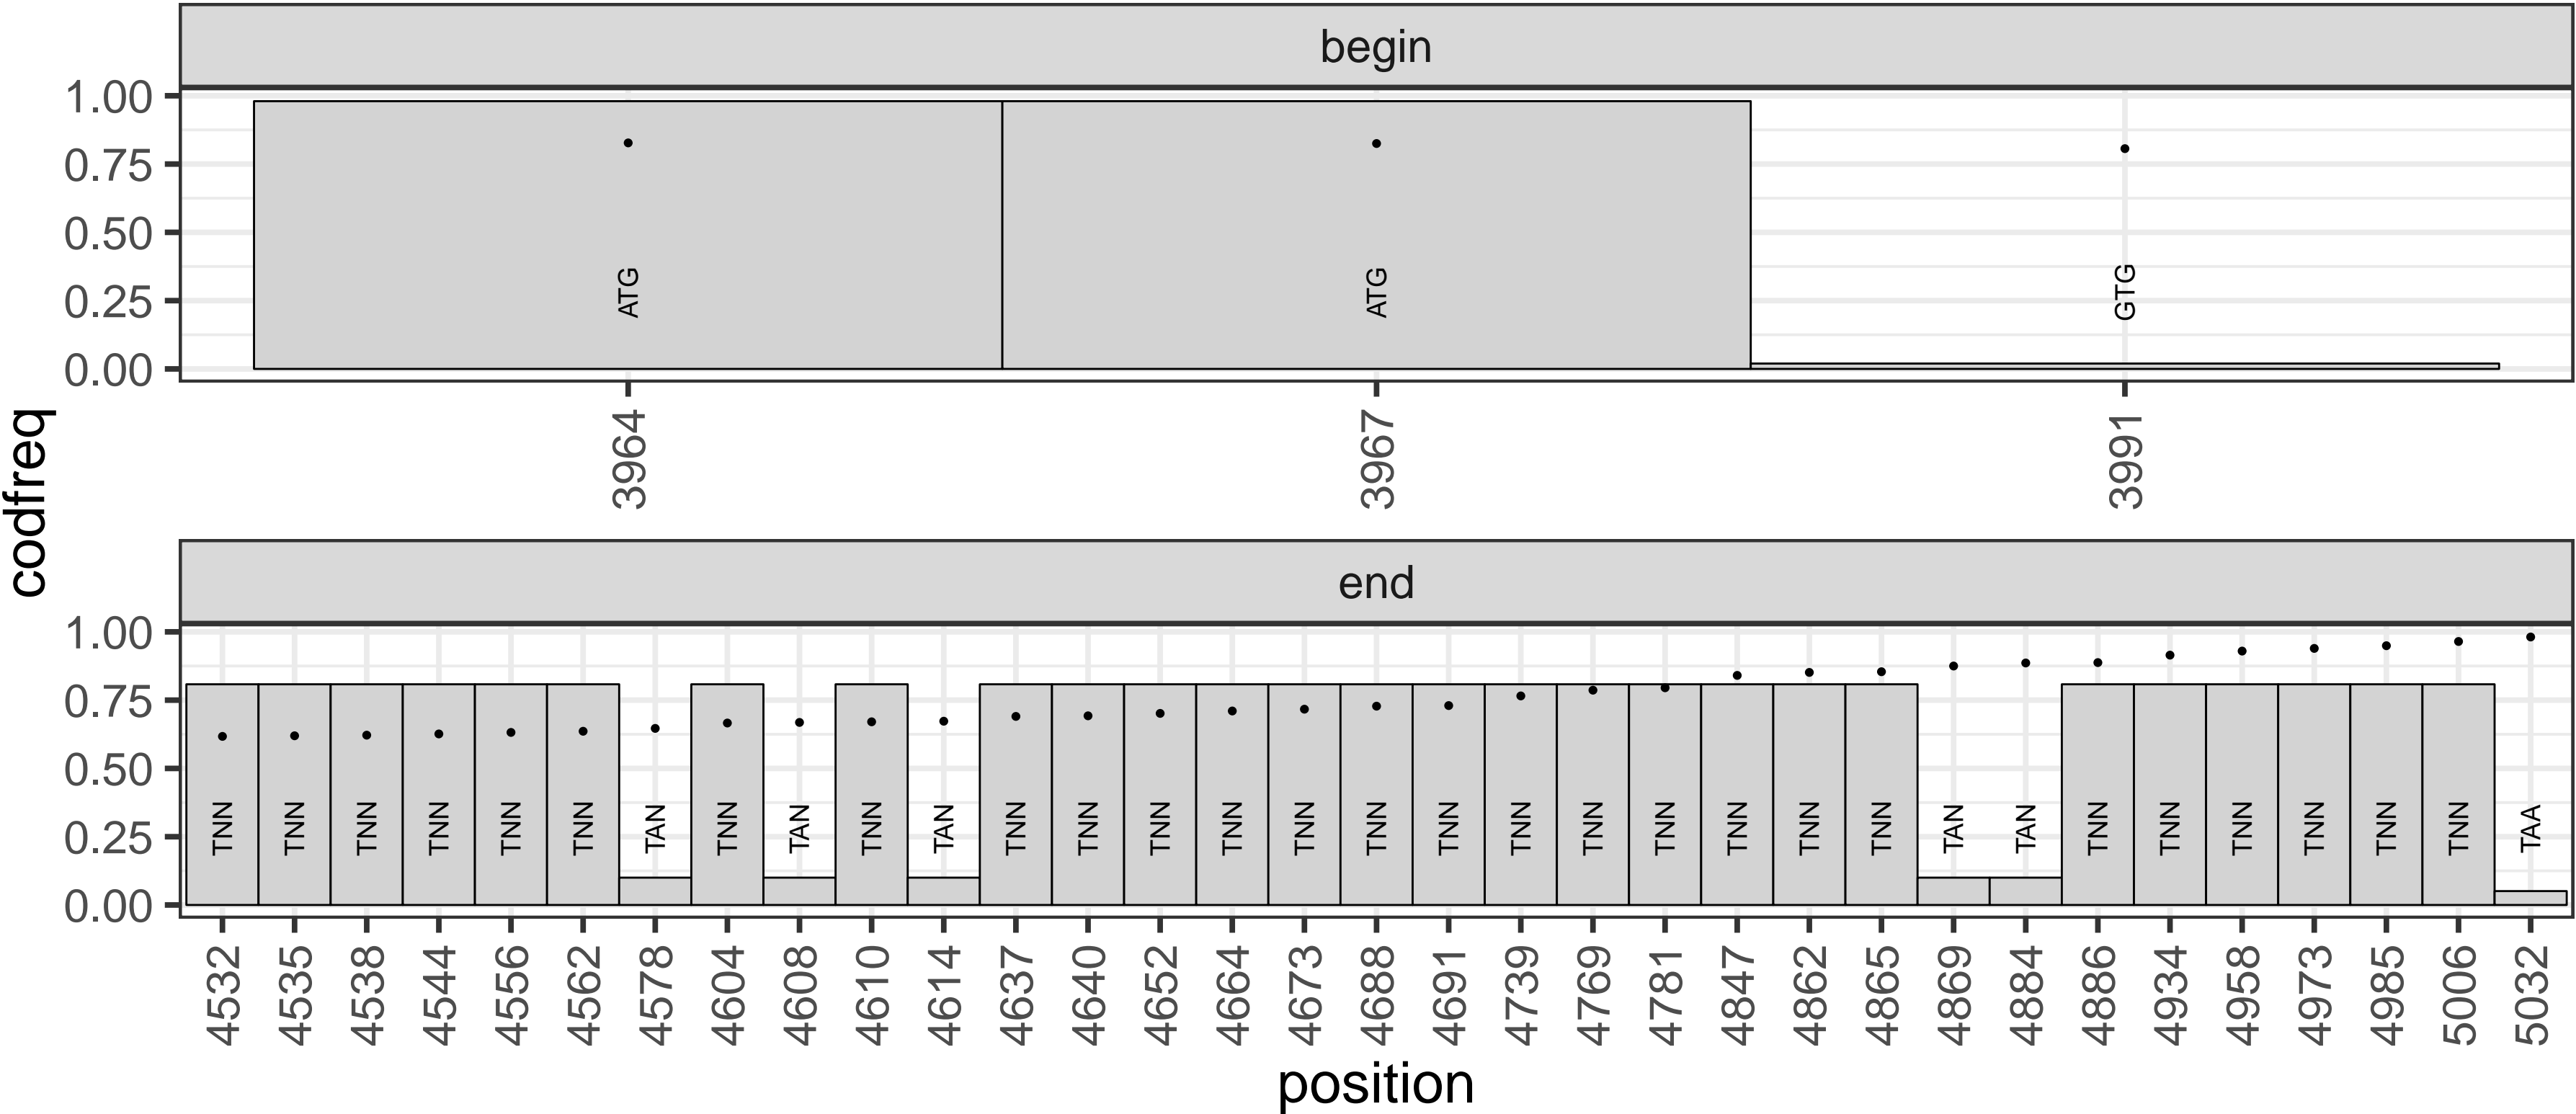 begin
1.00
0.75
0.50
0.25
0.00
ATG ATG GTG
3964 3967 3991
codfreq
end
1.00
0.75
0.50
0.25
0.00
TNN TNN TNN TNN TNN TNN TAN TNN TAN TNN TAN TNN TNN TNN TNN TNN TNN TNN TNN TNN TNN TNN TNN TNN TAN TAN TNN TNN TNN TNN TNN TNN TAA
4532 4535 4538 4544 4556 4562 4578 4604 4608 4610 4614 4637 4640 4652 4664 4673 4688 4691 4739 4769 4781 4847 4862 4865 4869 4884 4886 4934 4958 4973 4985 5006 5032
position